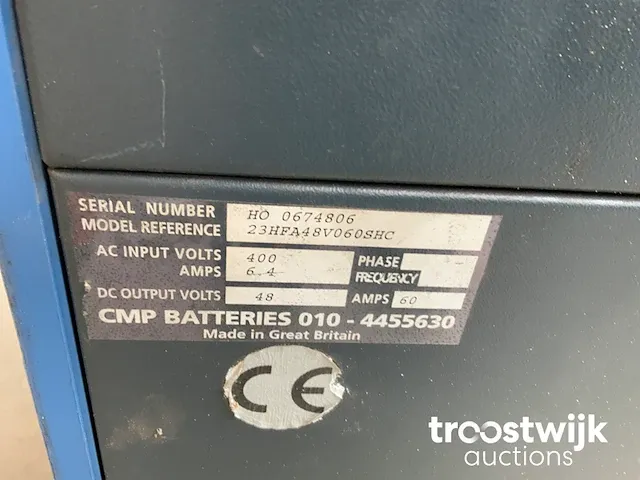 SERIAL NUMBER HO 0674806
MODEL REFERENCE 23HFA48V060SHC
AC INPUT VOLTS 400 PHASE
AMPS 6.4 FREQUENCY
DC OUTPUT VOLTS 48 AMPS 60
CMP BATTERIES 010 - 4455630
Made in Great Britain
CE
troostwijk
auctions